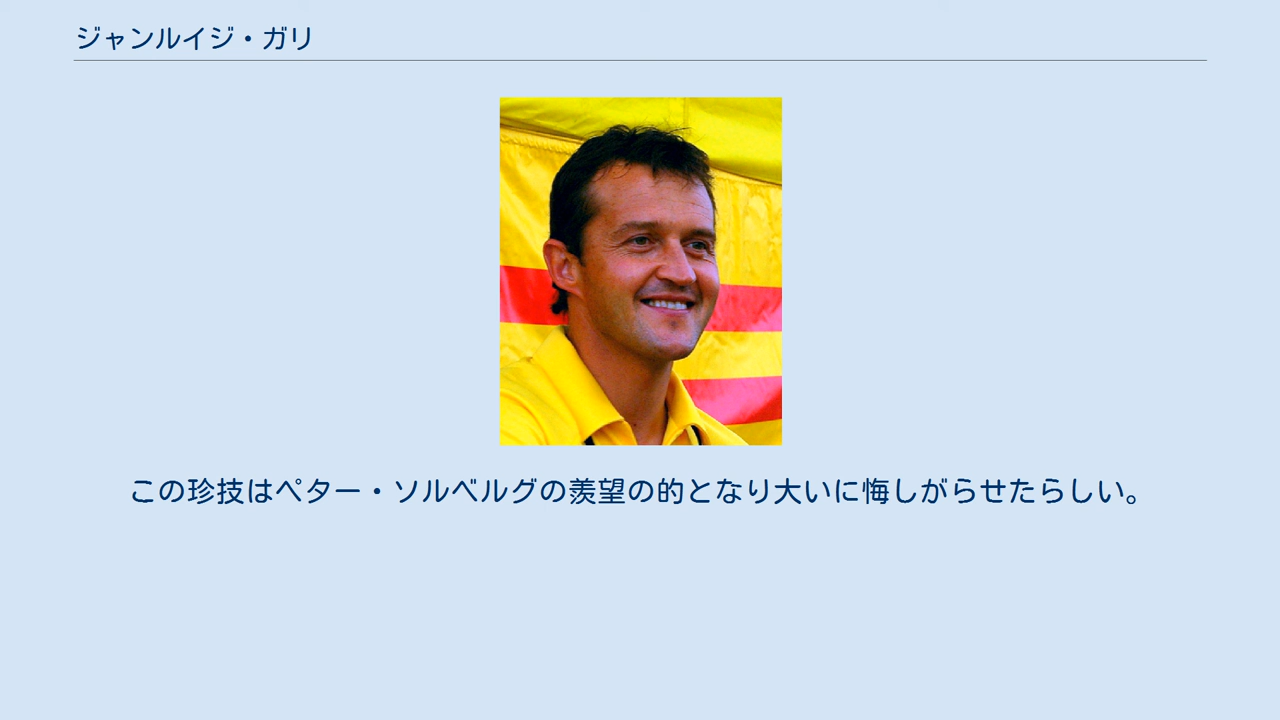 ジャンルイジ・ガリ
この珍技はペター・ソルベルグの羨望の的となり大いに悔しがらせたらしい。